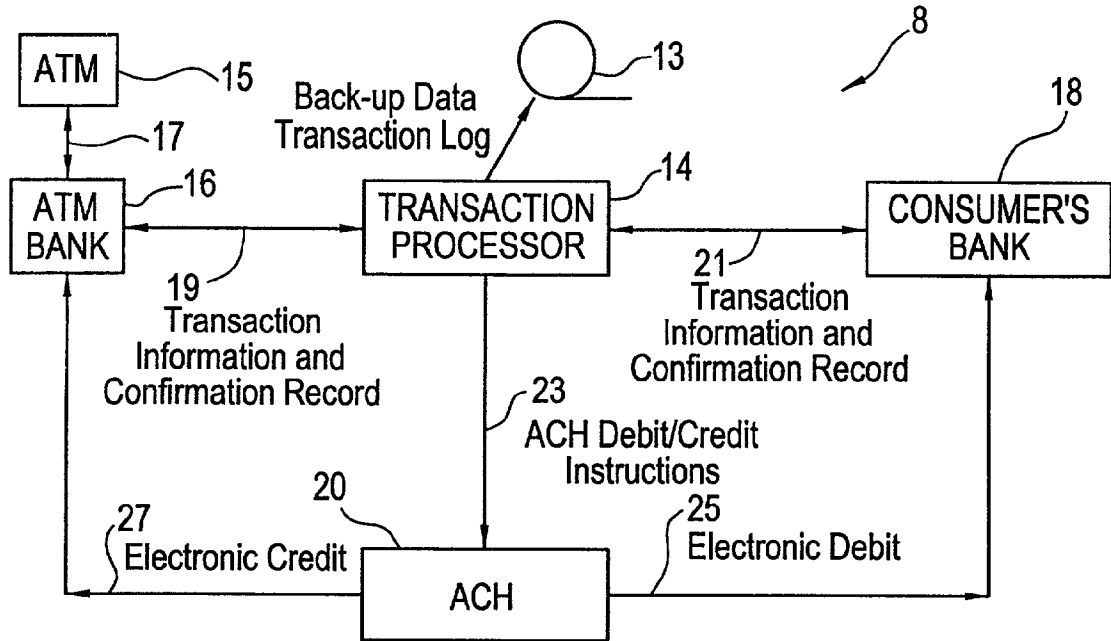 8
ATM
15
13
Back-up Data
Transaction Log
18
17
16
14
ATM
BANK
TRANSACTION
PROCESSOR
CONSUMER'S
BANK
19
Transaction
Information and
Confirmation Record
21
Transaction
Information and
Confirmation Record
23
ACH Debit/Credit
Instructions
20
27
Electronic Credit
25
Electronic Debit
ACH